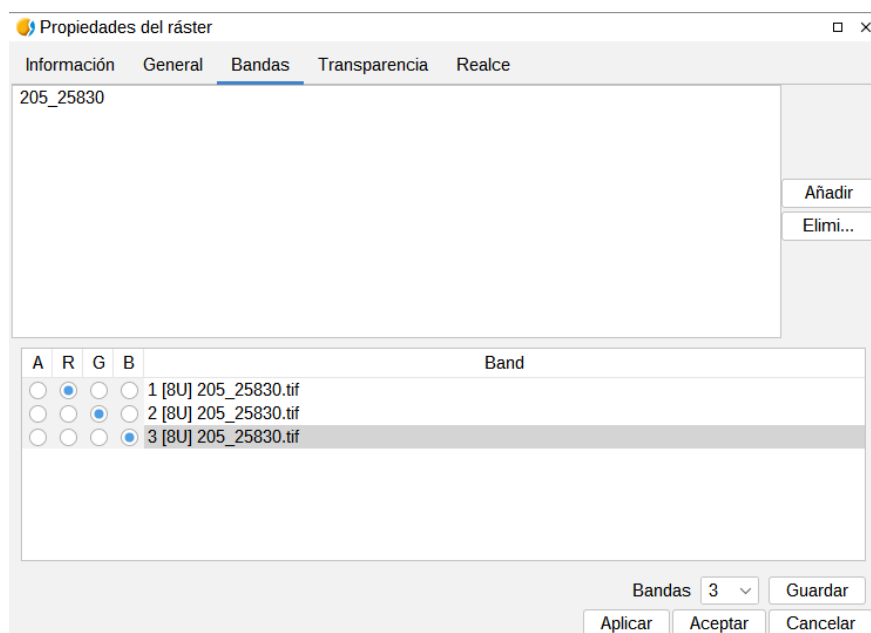 Propiedades del ráster
Información General Bandas Transparencia Realce
205_25830
Añadir
Elimi...
A R G B Band
1 [8U] 205_25830.tif
2 [8U] 205_25830.tif
3 [8U] 205_25830.tif
Bandas 3 Guardar
Aplicar Aceptar Cancelar